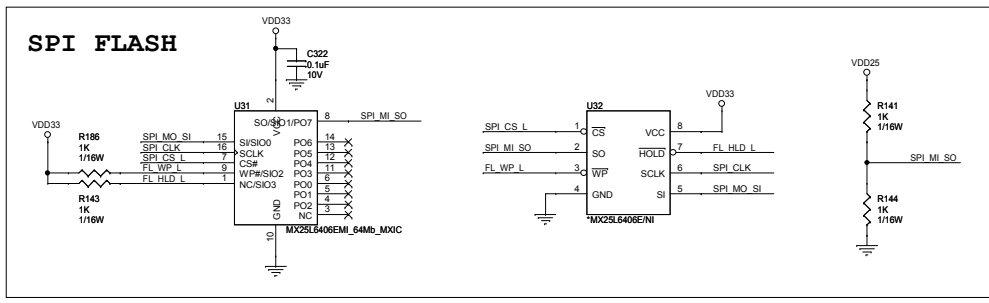 SPI FLASH
VDD33
C322
0.1uF
10V
U31
2
VCC
SO/SIO1/PO7
8
SPI_MI_SO
VDD33
R186
1K
1/16W
SPI_MO_SI
15
SI/SIO0
SPI_CLK
16
SCLK
SPI_CS_L
7
CS#
FL_WP_L
9
WP#/SIO2
FL_HLD_L
1
NC/SIO3
R143
1K
1/16W
PO6
14
PO5
13
PO4
12
PO3
11
PO0
6
PO1
5
PO2
4
NC
3
GND
10
MX25L6406EMI_64Mb_MXIC
U32
SPI_CS_L
1
CS
SPI_MI_SO
2
SO
FL_WP_L
3
WP
4
GND
VDD33
VCC
8
HOLD
7
FL_HLD_L
SCLK
6
SPI_CLK
SI
5
SPI_MO_SI
*MX25L6406E/NI
VDD25
R141
1K
1/16W
SPI_MI_SO
R144
1K
1/16W